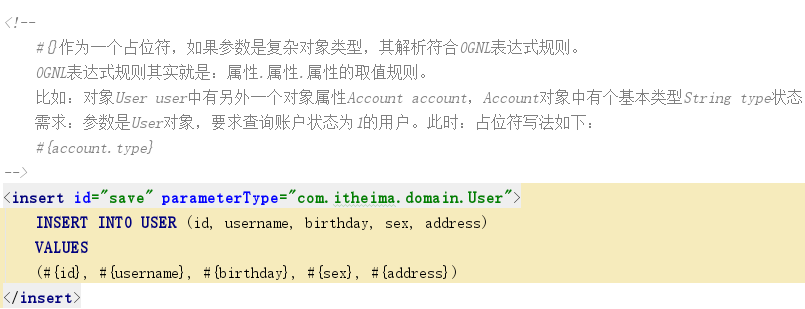 <!--
#{}作为一个占位符，如果参数是复杂对象类型，其解析符合OGNL表达式规则。
OGNL表达式规则其实就是：属性.属性.属性的取值规则。
比如：对象User user中有另外一个对象属性Account account，Account对象中有个基本类型String type状态
需求：参数是User对象，要求查询账户状态为1的用户。此时：占位符写法如下：
#{account.type}
-->
<insert id="save" parameterType="com.itheima.domain.User">
INSERT INTO USER (id, username, birthday, sex, address)
VALUES
(#{id}, #{username}, #{birthday}, #{sex}, #{address})
</insert>